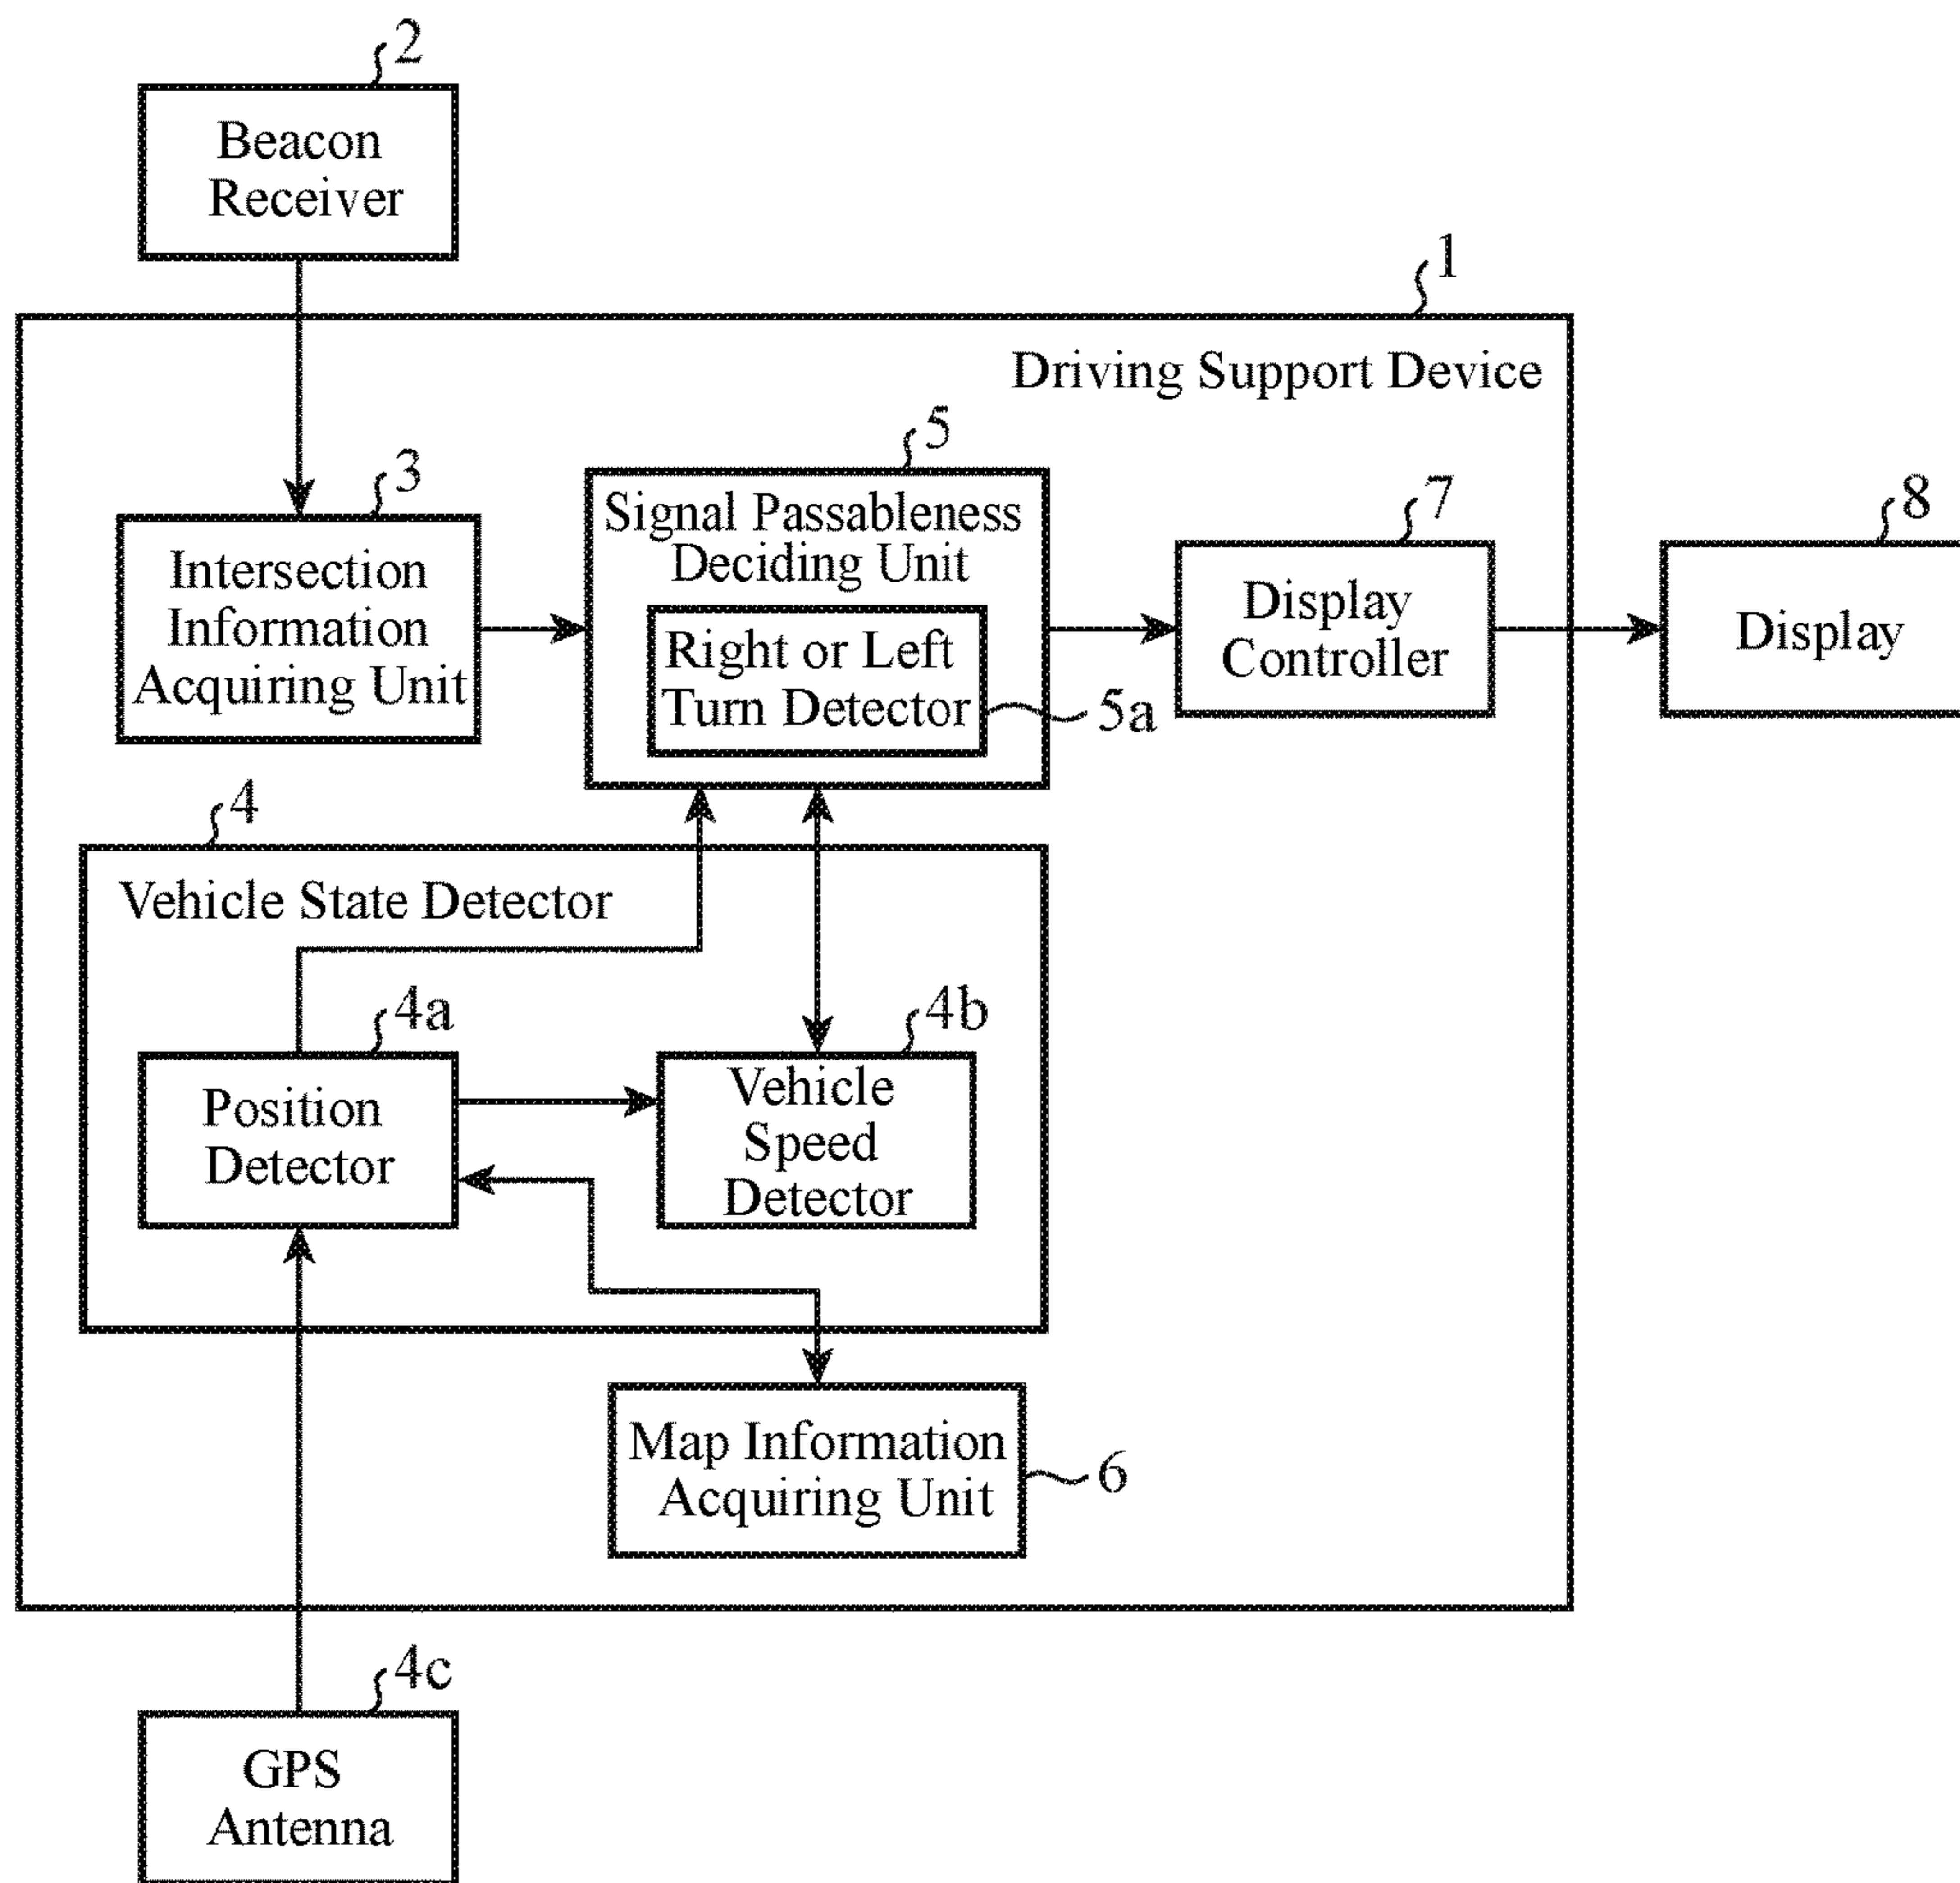 2
Beacon
Receiver
1
Driving Support Device
3
Intersection
Information
Acquiring Unit
5
Signal Passableness
Deciding Unit
Right or Left
Turn Detector
5a
7
Display
Controller
8
Display
4
Vehicle State Detector
4a
Position
Detector
4b
Vehicle
Speed
Detector
Map Information
Acquiring Unit
6
4c
GPS
Antenna